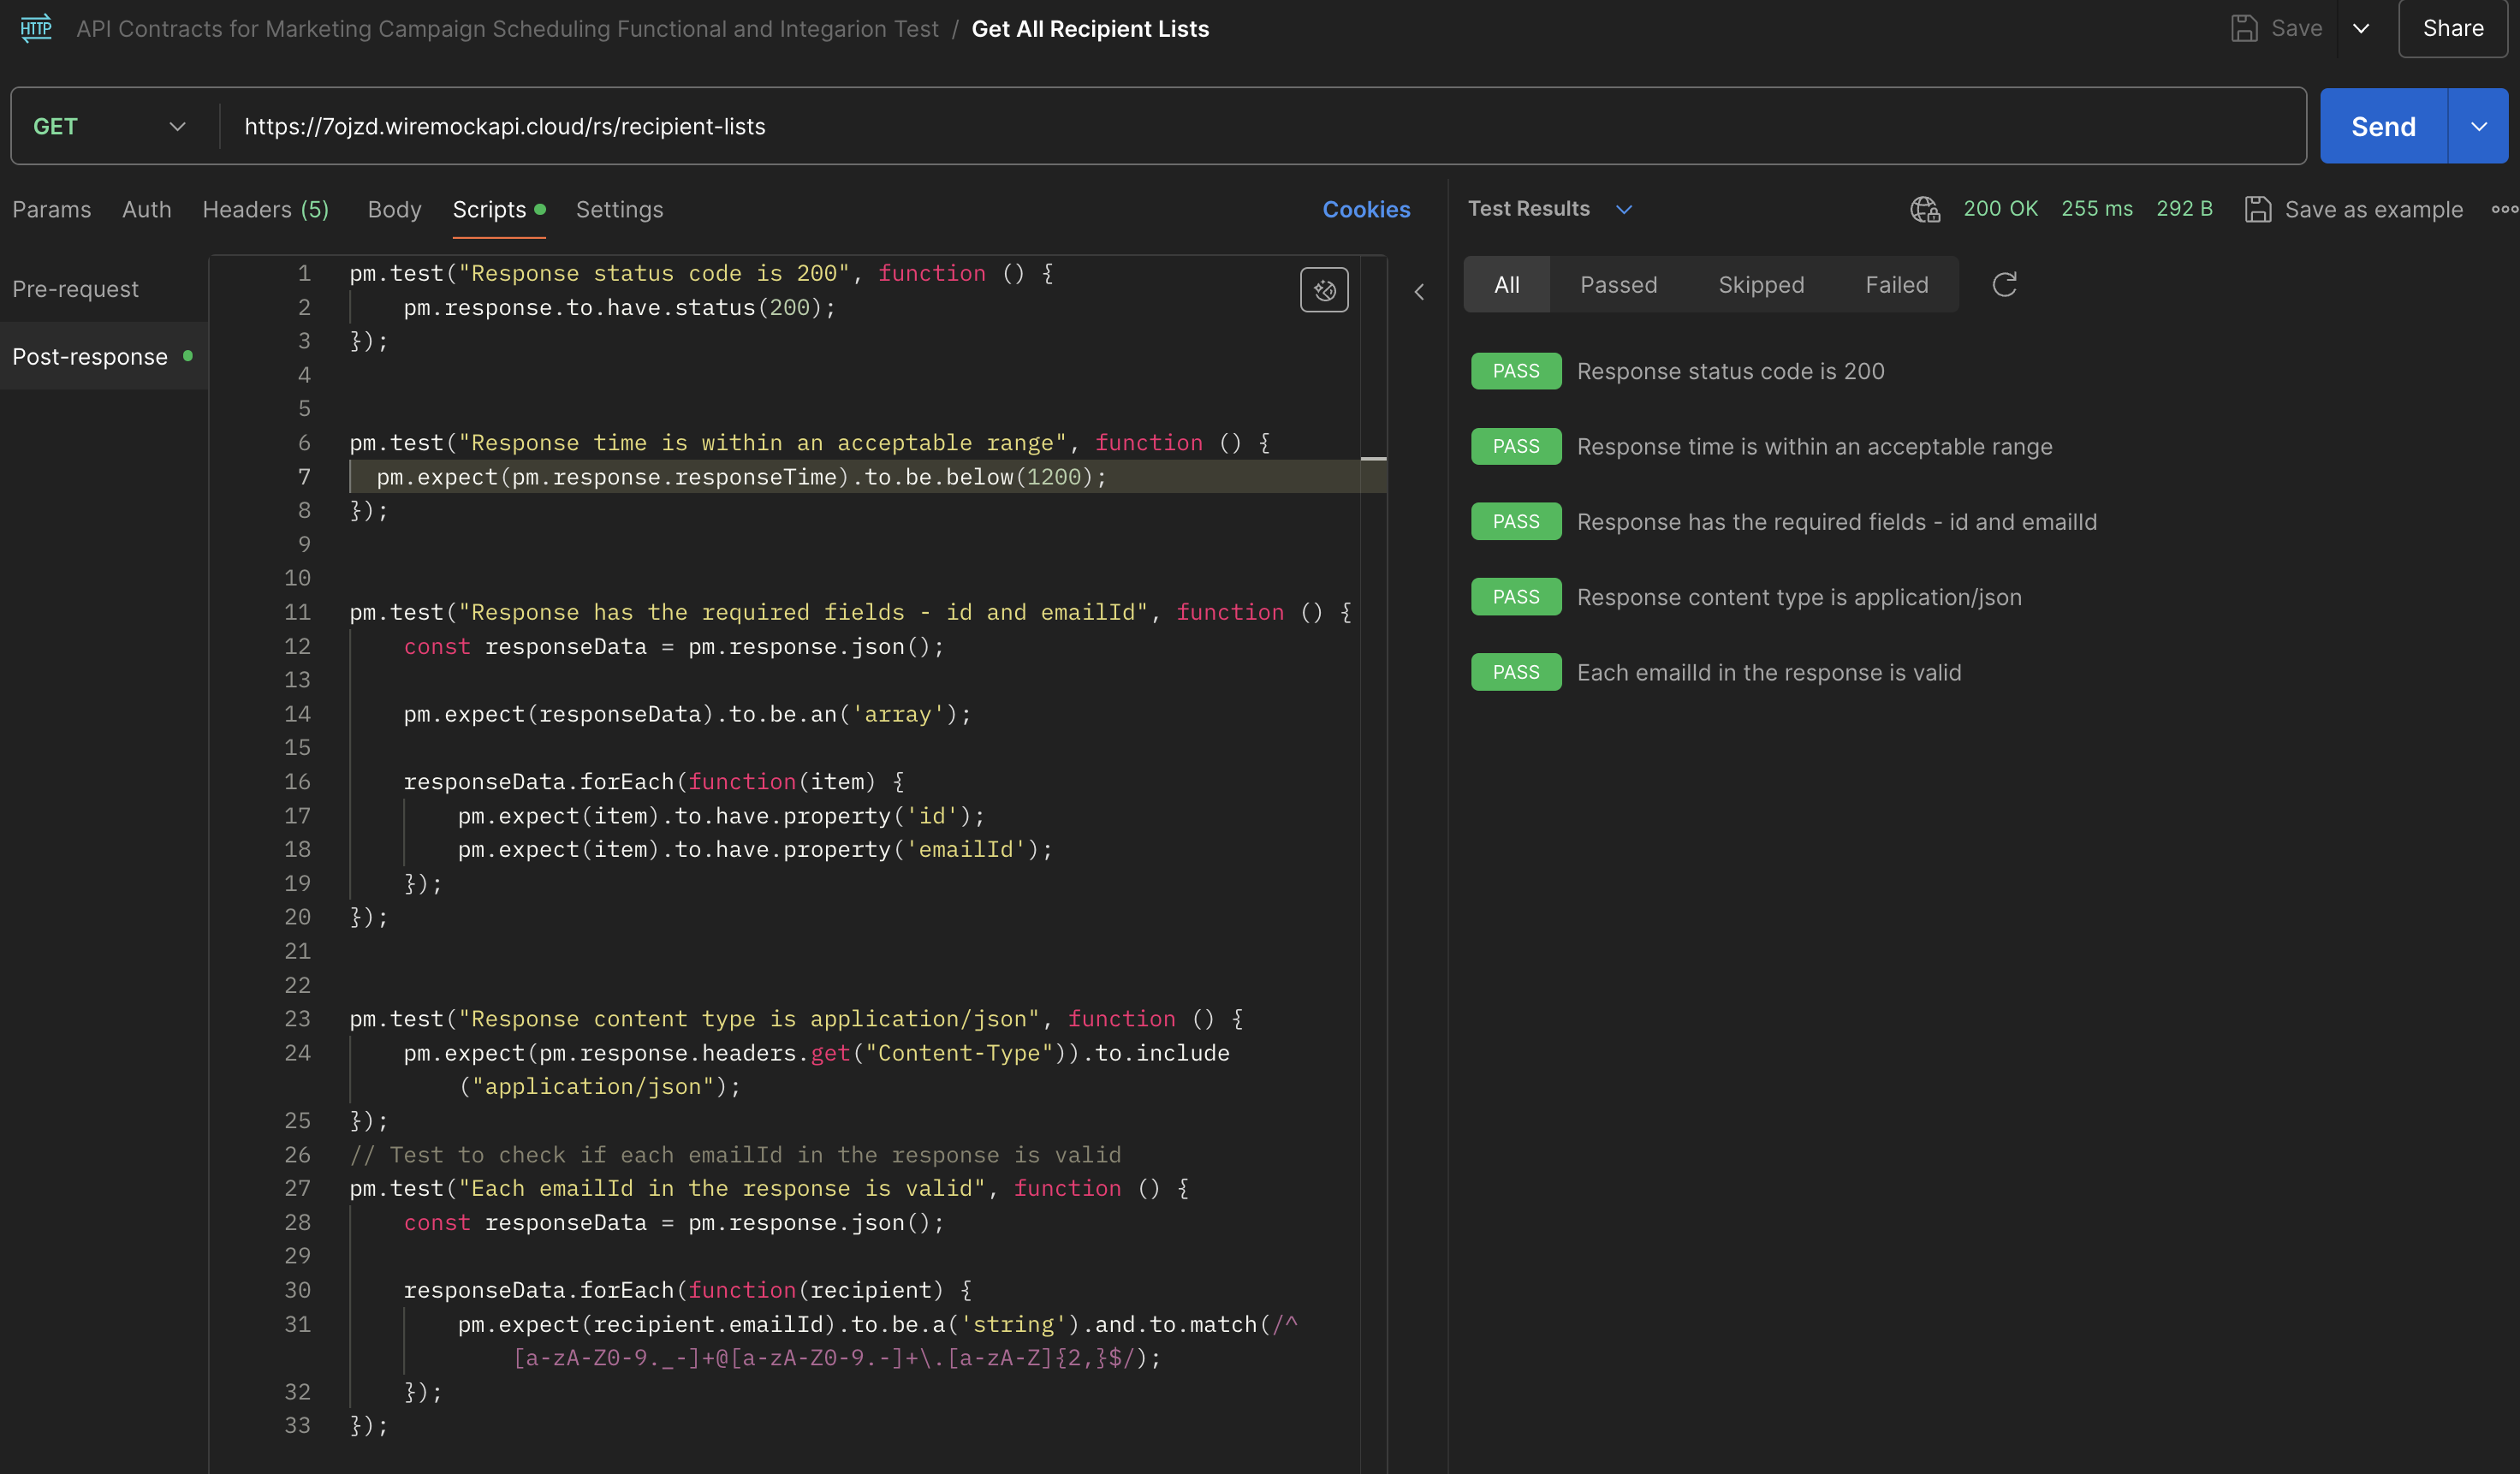 HTTP API Contracts for Marketing Campaign Scheduling Functional and Integarion Test / Get All Recipient Lists Save Share
GET https://7ojzd.wiremockapi.cloud/rs/recipient-lists Send
Params Auth Headers (5) Body Scripts Settings Cookies
Pre-request
Post-response
1 pm.test("Response status code is 200", function () {
2 pm.response.to.have.status(200);
3 });
4
5
6 pm.test("Response time is within an acceptable range", function () {
7 pm.expect(pm.response.responseTime).to.be.below(1200);
8 });
9
10
11 pm.test("Response has the required fields - id and emailId", function () {
12 const responseData = pm.response.json();
13
14 pm.expect(responseData).to.be.an('array');
15
16 responseData.forEach(function(item) {
17 pm.expect(item).to.have.property('id');
18 pm.expect(item).to.have.property('emailId');
19 });
20 });
21
22
23 pm.test("Response content type is application/json", function () {
24 pm.expect(pm.response.headers.get("Content-Type")).to.include
("application/json");
25 });
26 // Test to check if each emailId in the response is valid
27 pm.test("Each emailId in the response is valid", function () {
28 const responseData = pm.response.json();
29
30 responseData.forEach(function(recipient) {
31 pm.expect(recipient.emailId).to.be.a('string').and.to.match(/^
[a-zA-Z0-9._-]+@[a-zA-Z0-9.-]+\.[a-zA-Z]{2,}$/);
32 });
33 });
Test Results 200 OK 255 ms 292 B Save as example
All Passed Skipped Failed
PASS Response status code is 200
PASS Response time is within an acceptable range
PASS Response has the required fields - id and emailId
PASS Response content type is application/json
PASS Each emailId in the response is valid